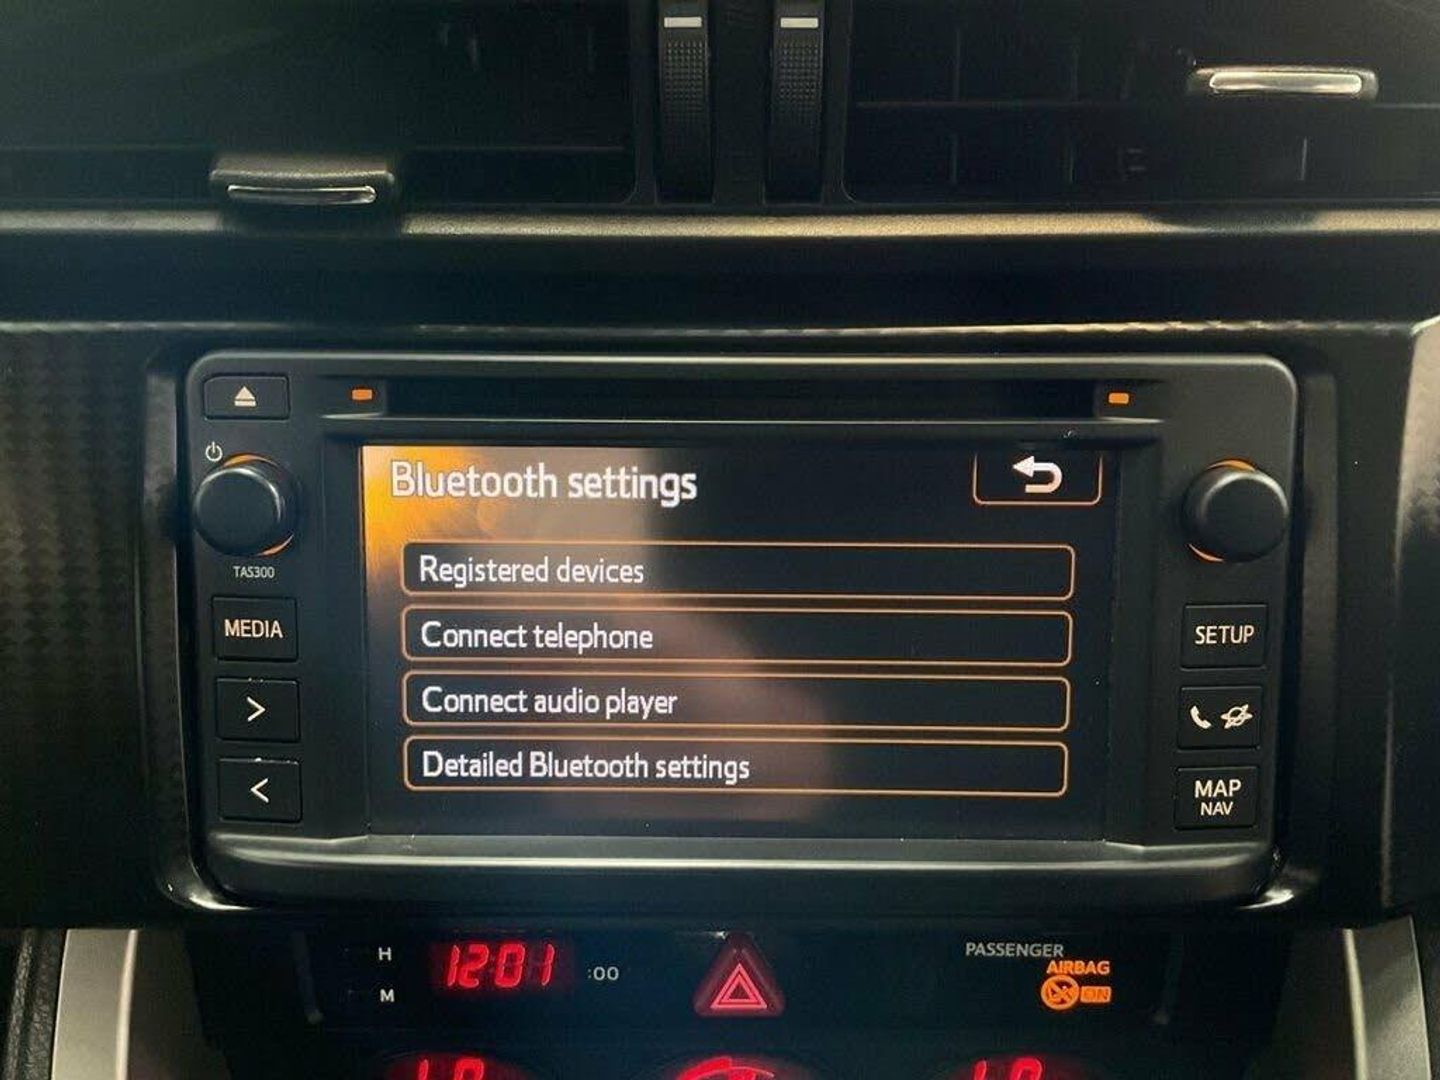 Bluetooth settings
Registered devices
Connect telephone
Connect audio player
Detailed Bluetooth settings
TAS300
MEDIA
>
<
SETUP
MAP
NAV
H
12:01
:00
M
PASSENGER
AIRBAG
ON